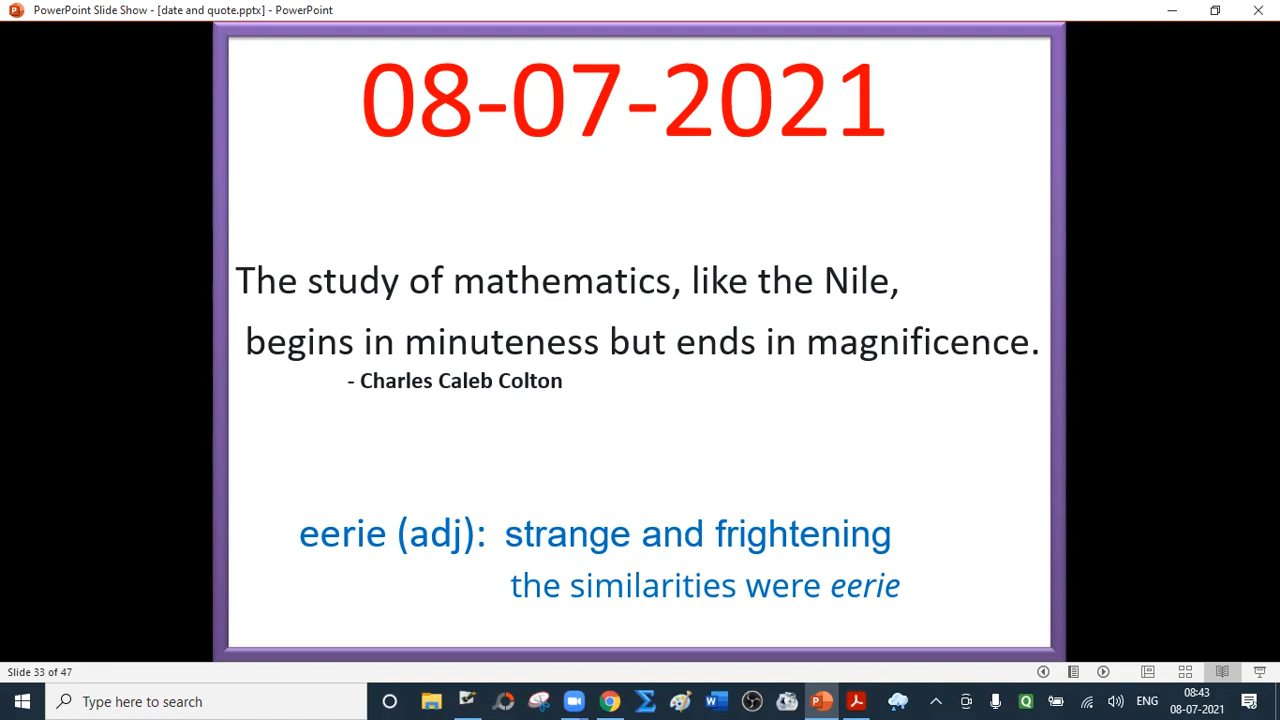 PowerPoint Slide Show - [date and quote.pptx] - PowerPoint
08-07-2021
The study of mathematics, like the Nile,
begins in minuteness but ends in magnificence.
- Charles Caleb Colton
eerie (adj): strange and frightening
the similarities were eerie
Slide 33 of 47
Type here to search
ENG
08:43
08-07-2021